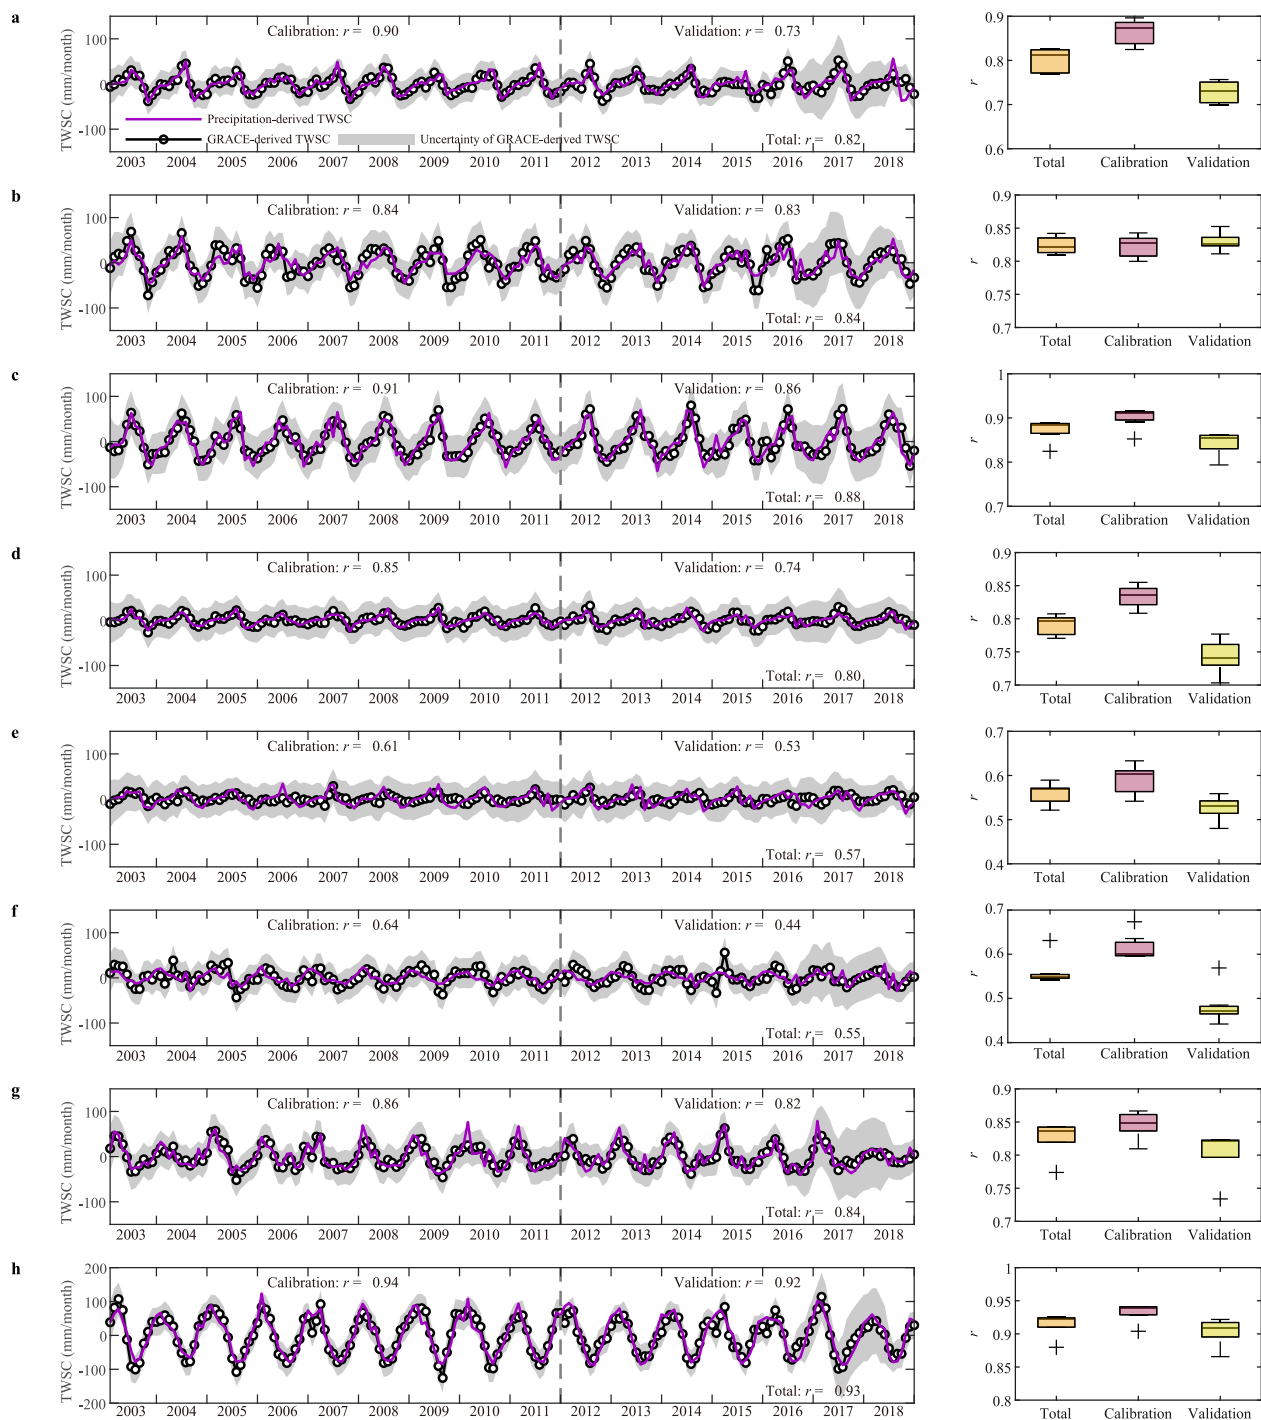 a
Calibration: r = 0.90
Validation: r = 0.73
100
0
-100
TWSC (mm/month)
Precipitation-derived TWSC
GRACE-derived TWSC
Uncertainty of GRACE-derived TWSC
Total: r = 0.82
2003 2004 2005 2006 2007 2008 2009 2010 2011 2012 2013 2014 2015 2016 2017 2018
0.9
0.8
0.7
0.6
r
Total Calibration Validation
b
Calibration: r = 0.84
Validation: r = 0.83
100
0
-100
TWSC (mm/month)
Total: r = 0.84
2003 2004 2005 2006 2007 2008 2009 2010 2011 2012 2013 2014 2015 2016 2017 2018
0.9
0.85
0.8
0.7
r
Total Calibration Validation
c
Calibration: r = 0.91
Validation: r = 0.86
100
0
-100
TWSC (mm/month)
Total: r = 0.88
2003 2004 2005 2006 2007 2008 2009 2010 2011 2012 2013 2014 2015 2016 2017 2018
1
0.9
0.8
0.7
r
Total Calibration Validation
d
Calibration: r = 0.85
Validation: r = 0.74
100
0
-100
TWSC (mm/month)
Total: r = 0.80
2003 2004 2005 2006 2007 2008 2009 2010 2011 2012 2013 2014 2015 2016 2017 2018
0.9
0.85
0.8
0.75
0.7
r
Total Calibration Validation
e
Calibration: r = 0.61
Validation: r = 0.53
100
0
-100
TWSC (mm/month)
Total: r = 0.57
2003 2004 2005 2006 2007 2008 2009 2010 2011 2012 2013 2014 2015 2016 2017 2018
0.7
0.6
0.5
0.4
r
Total Calibration Validation
f
Calibration: r = 0.64
Validation: r = 0.44
100
0
-100
TWSC (mm/month)
Total: r = 0.55
2003 2004 2005 2006 2007 2008 2009 2010 2011 2012 2013 2014 2015 2016 2017 2018
0.7
0.6
0.5
0.4
r
Total Calibration Validation
g
Calibration: r = 0.86
Validation: r = 0.82
100
0
-100
TWSC (mm/month)
Total: r = 0.84
2003 2004 2005 2006 2007 2008 2009 2010 2011 2012 2013 2014 2015 2016 2017 2018
0.9
0.85
0.8
0.75
0.7
r
Total Calibration Validation
h
Calibration: r = 0.94
Validation: r = 0.92
200
100
0
-100
-200
TWSC (mm/month)
Total: r = 0.93
2003 2004 2005 2006 2007 2008 2009 2010 2011 2012 2013 2014 2015 2016 2017 2018
1
0.95
0.9
0.85
0.8
r
Total Calibration Validation